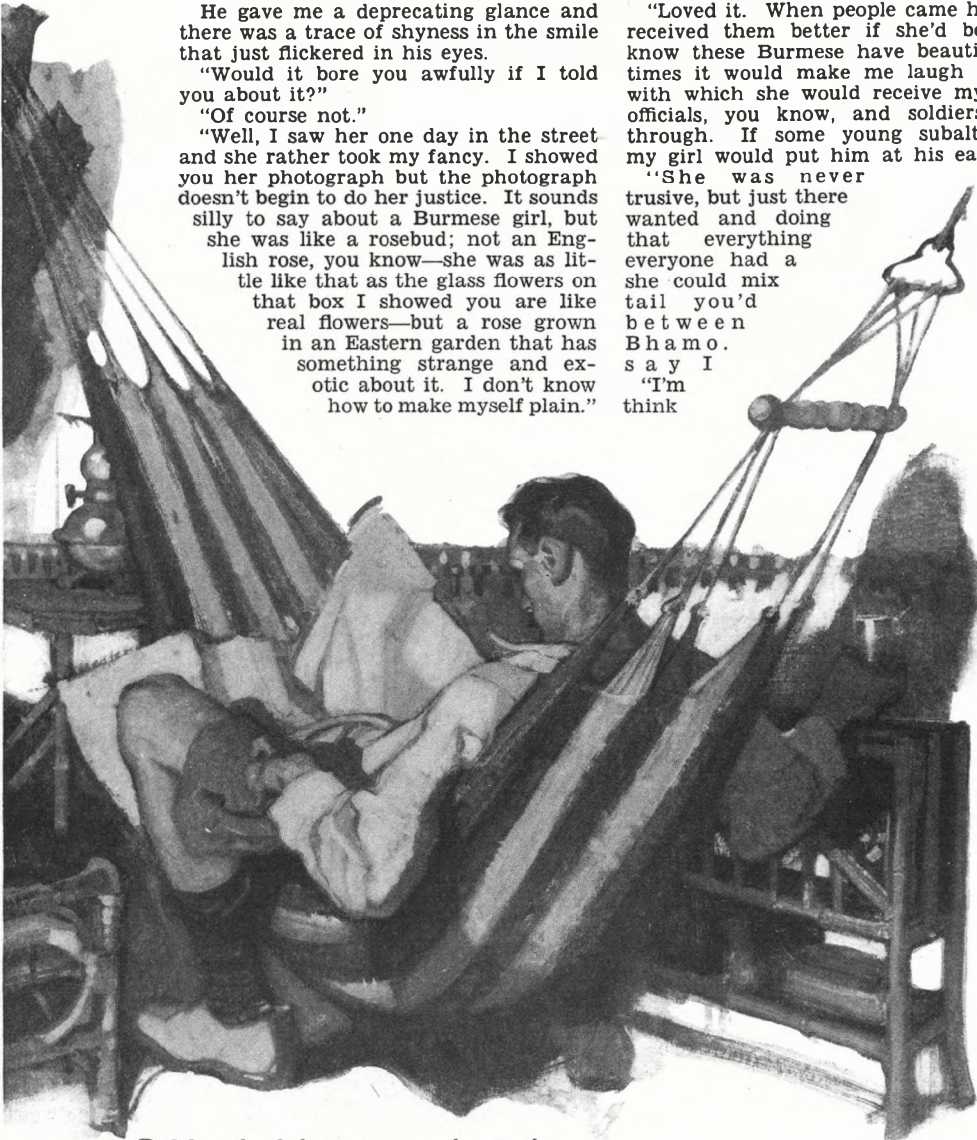 He gave me a deprecating glance and
there was a trace of shyness in the smile
that just flickered in his eyes.
“Would it bore you awfully if I told
you about it?”
“Of course not.”
“Well, I saw her one day in the street
and she rather took my fancy. I showed
you her photograph but the photograph
doesn’t begin to do her justice. It sounds
silly to say about a Burmese girl, but
she was like a rosebud; not an Eng-
lish rose, you know—she was as lit-
tle like that as the glass flowers on
that box I showed you are like
real flowers—but a rose grown
in an Eastern garden that has
something strange and ex-
otic about it. I don’t know
how to make myself plain.”
“Loved it. When people came
received them better if she’d
know these Burmese have
times it would make me laugh
with which she would receive
officials, you know, and
through. If some young
my girl would put him at his
“She was never
trusive, but just there
wanted and doing
that everything
everyone had a
she could mix
tail you’d
between
Bhamo.
say I
“I’m
think